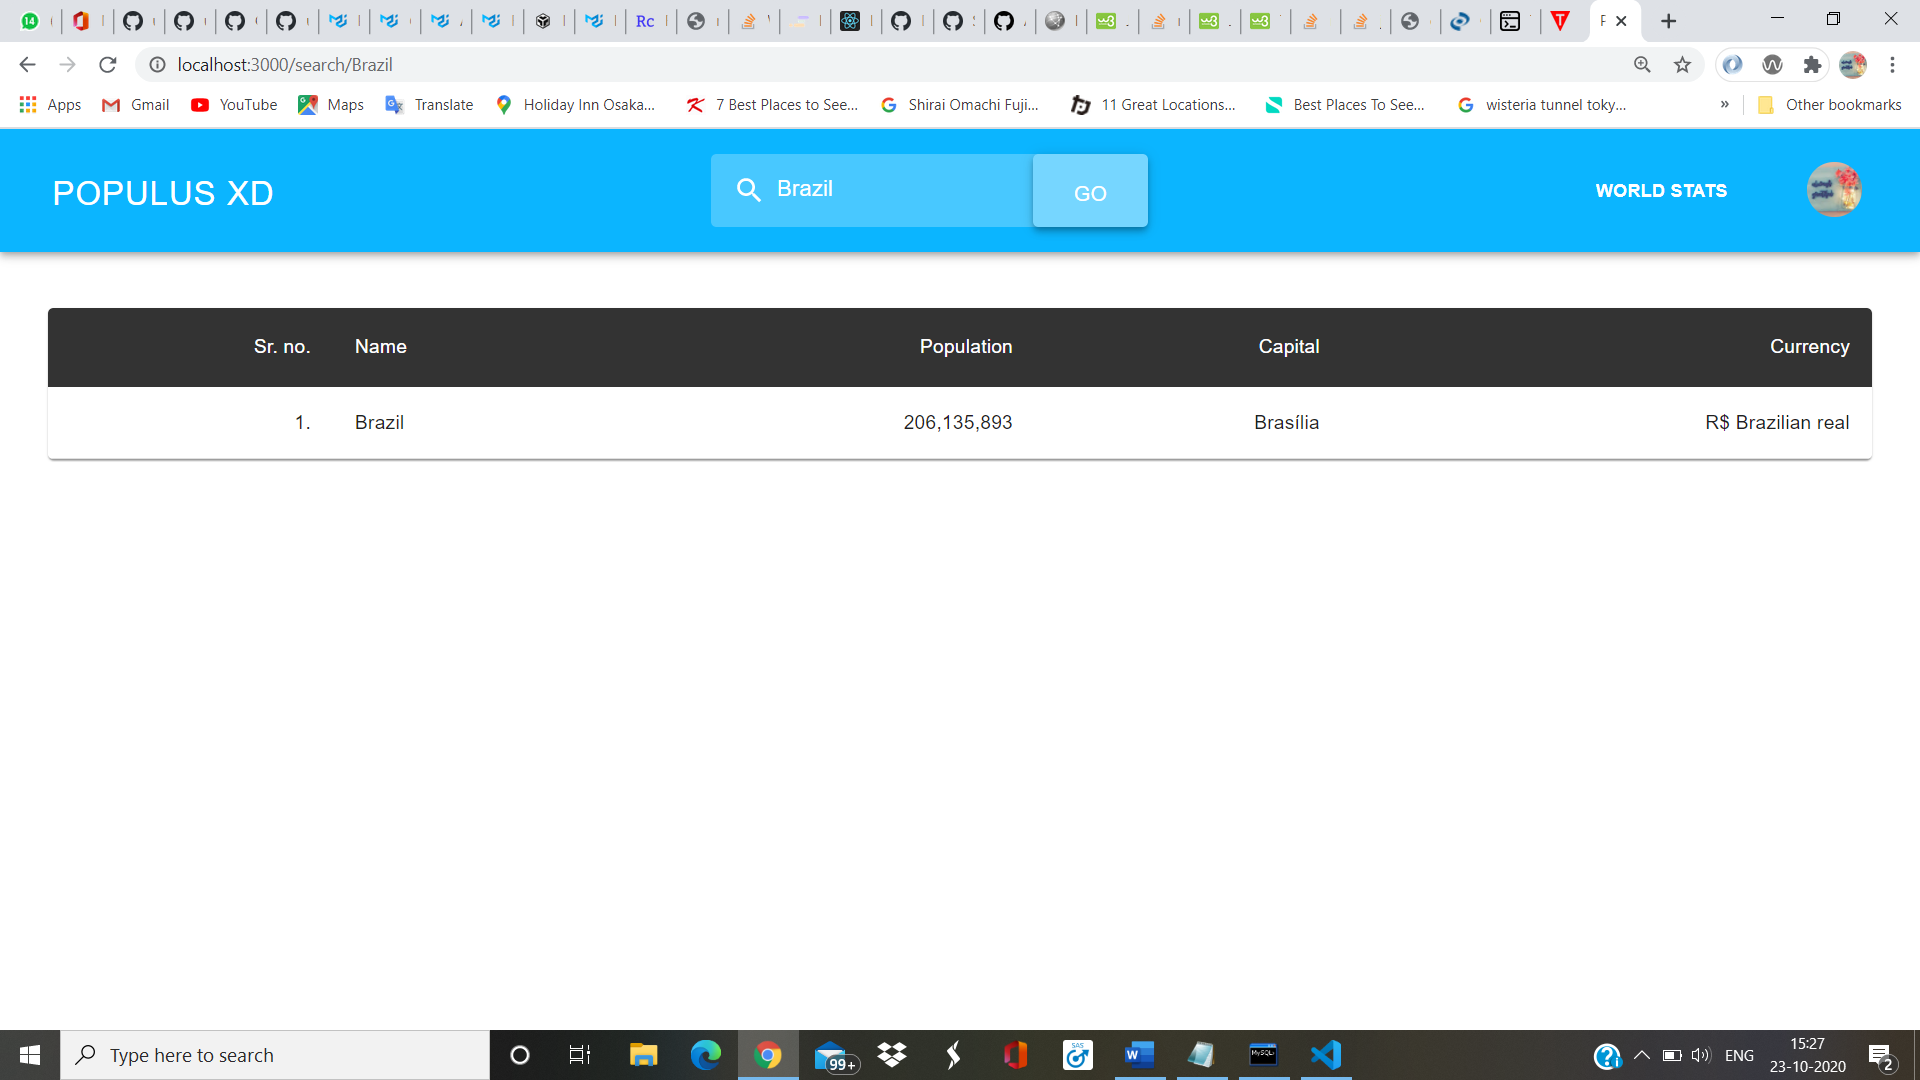 14
Rc
localhost:3000/search/Brazil
Apps
Gmail
YouTube
Maps
Translate
Holiday Inn Osaka...
7 Best Places to See...
Shirai Omachi Fuji...
11 Great Locations...
Best Places To See...
wisteria tunnel toky...
»
Other bookmarks
POPULUS XD
Brazil
GO
WORLD STATS
Sr. no. Name Population Capital Currency
1. Brazil 206,135,893 Brasília R$ Brazilian real
Type here to search
99+
ENG
15:27
23-10-2020
2